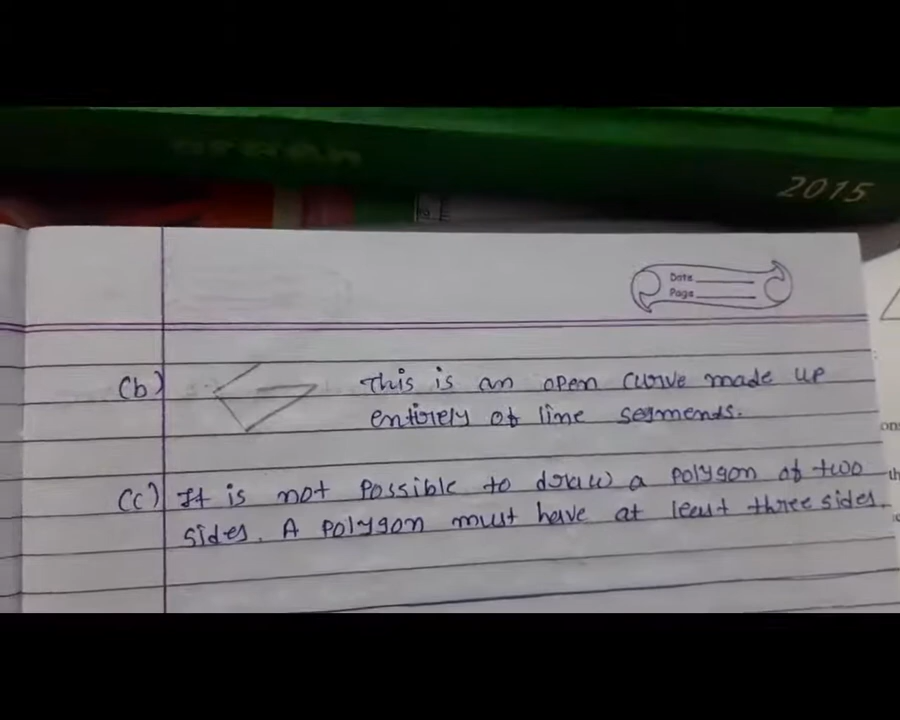 2015
Date
Page
(b) This is an open curve made up
entirely of line segmends.
(c) It is not possible to draw a polygon of two
sides. A polygon must have at least three sides.